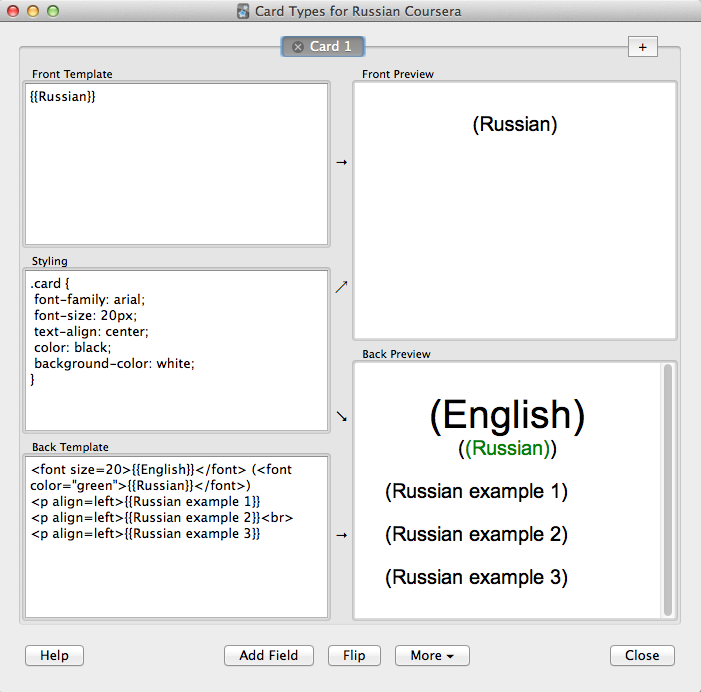 Card Types for Russian Coursera
Card 1
+
Front Template
{{Russian}}
Front Preview
(Russian)
Styling
.card {
font-family: arial;
font-size: 20px;
text-align: center;
color: black;
background-color: white;
}
Back Preview
(English)
((Russian))
(Russian example 1)
(Russian example 2)
(Russian example 3)
Back Template
<font size=20>{{English}}</font> (<font
color="green">{{Russian}}</font>)
<p align=left>{{Russian example 1}}
<p align=left>{{Russian example 2}}<br>
<p align=left>{{Russian example 3}}
Help
Add Field
Flip
More
Close